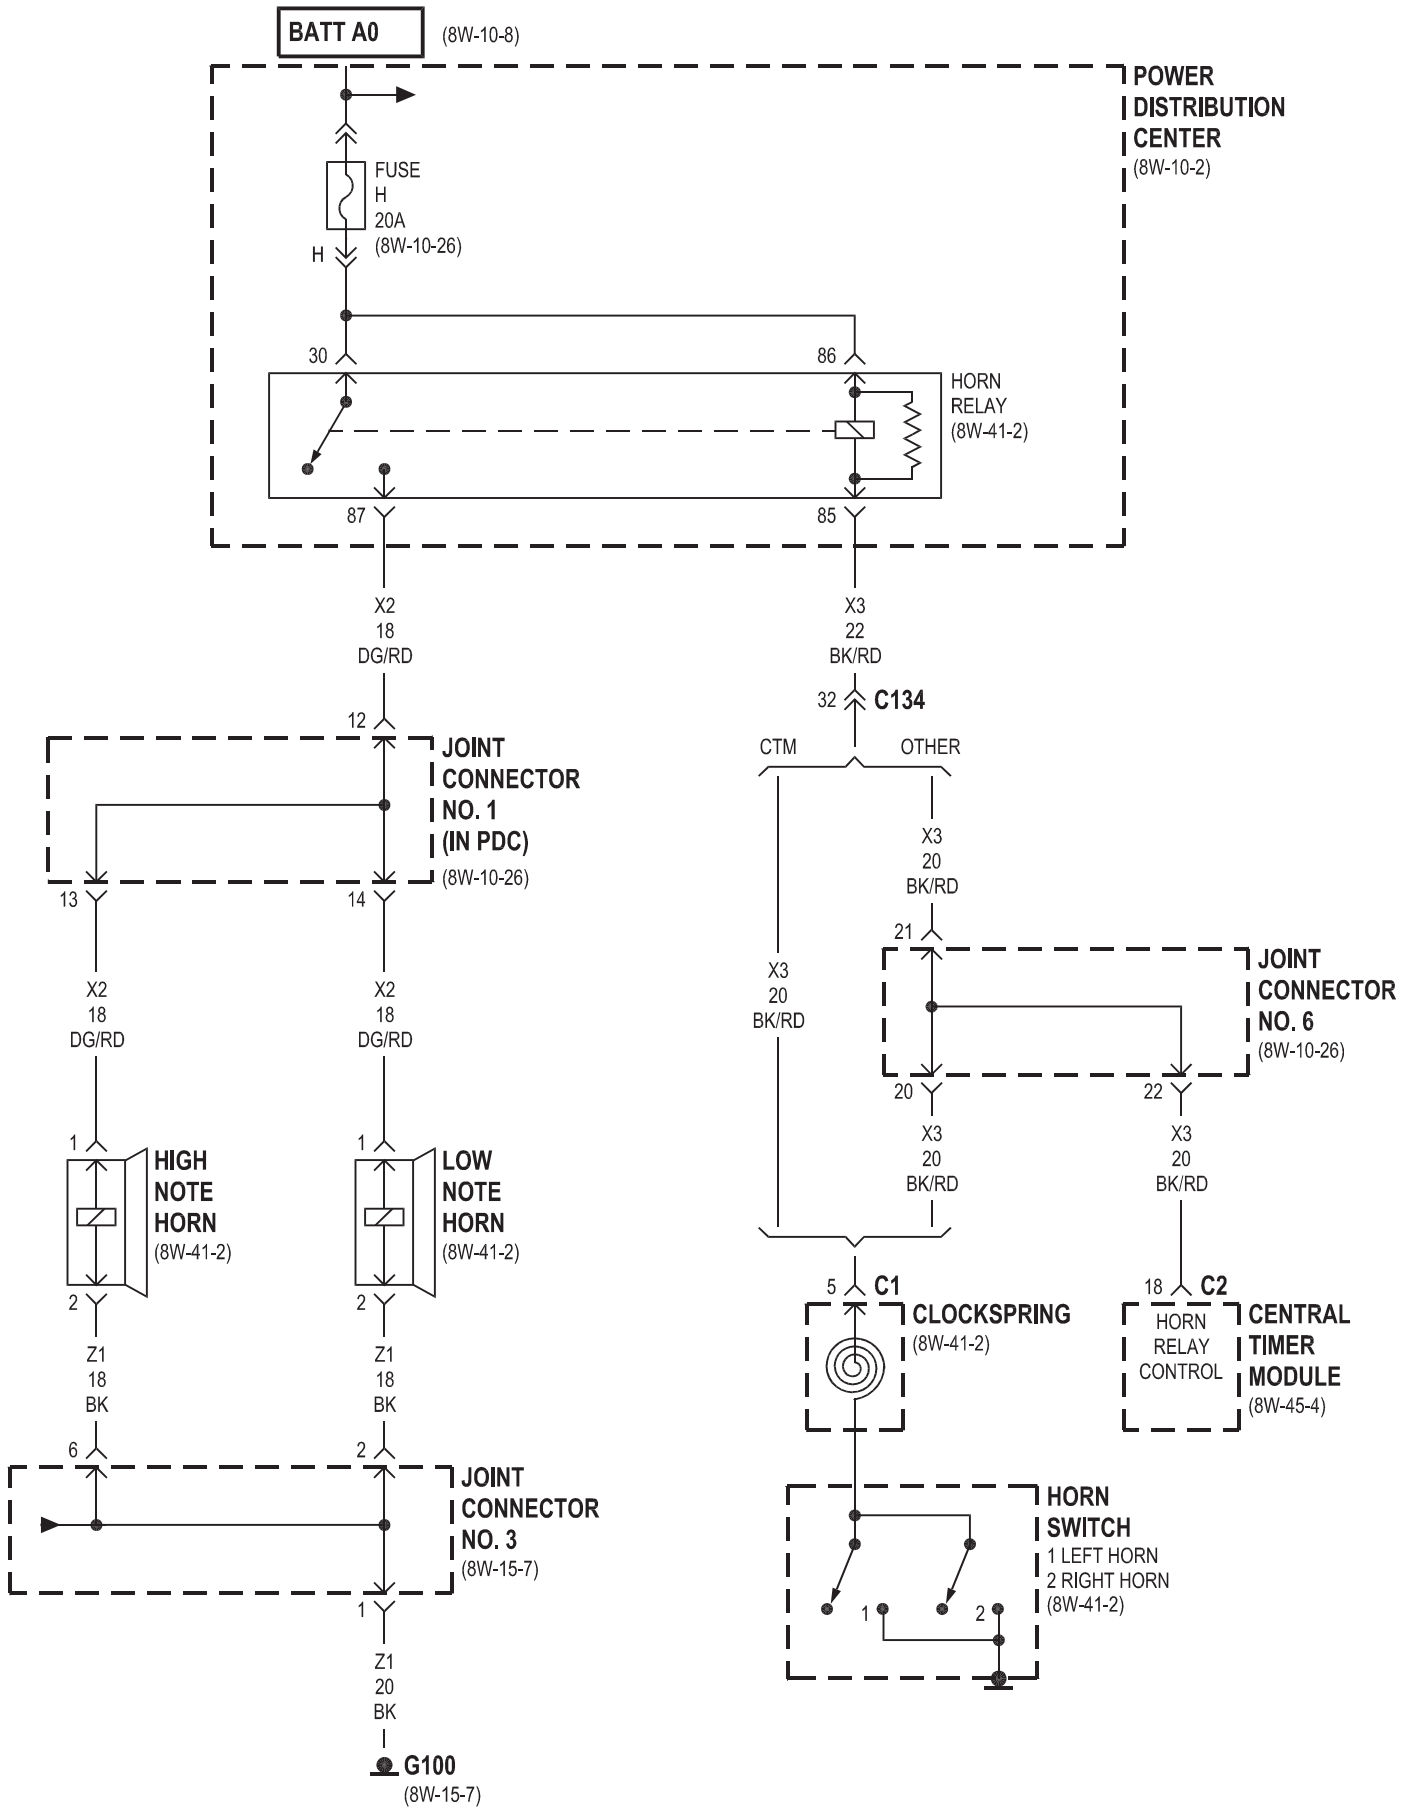 BATT A0
(8W-10-8)
POWER
DISTRIBUTION
CENTER
(8W-10-2)
FUSE
H
20A
(8W-10-26)
H
30
86
HORN
RELAY
(8W-41-2)
87
85
X2
18
DG/RD
X3
22
BK/RD
32
C134
12
CTM
OTHER
JOINT
CONNECTOR
NO. 1
(IN PDC)
(8W-10-26)
13
14
X3
20
BK/RD
21
X2
18
DG/RD
X2
18
DG/RD
X3
20
BK/RD
JOINT
CONNECTOR
NO. 6
(8W-10-26)
20
22
X3
20
BK/RD
X3
20
BK/RD
1
HIGH
NOTE
HORN
(8W-41-2)
1
LOW
NOTE
HORN
(8W-41-2)
2
2
5
C1
CLOCKSPRING
(8W-41-2)
18
C2
HORN
RELAY
CONTROL
CENTRAL
TIMER
MODULE
(8W-45-4)
Z1
18
BK
Z1
18
BK
6
2
JOINT
CONNECTOR
NO. 3
(8W-15-7)
1
HORN
SWITCH
1 LEFT HORN
2 RIGHT HORN
(8W-41-2)
1
2
Z1
20
BK
G100
(8W-15-7)